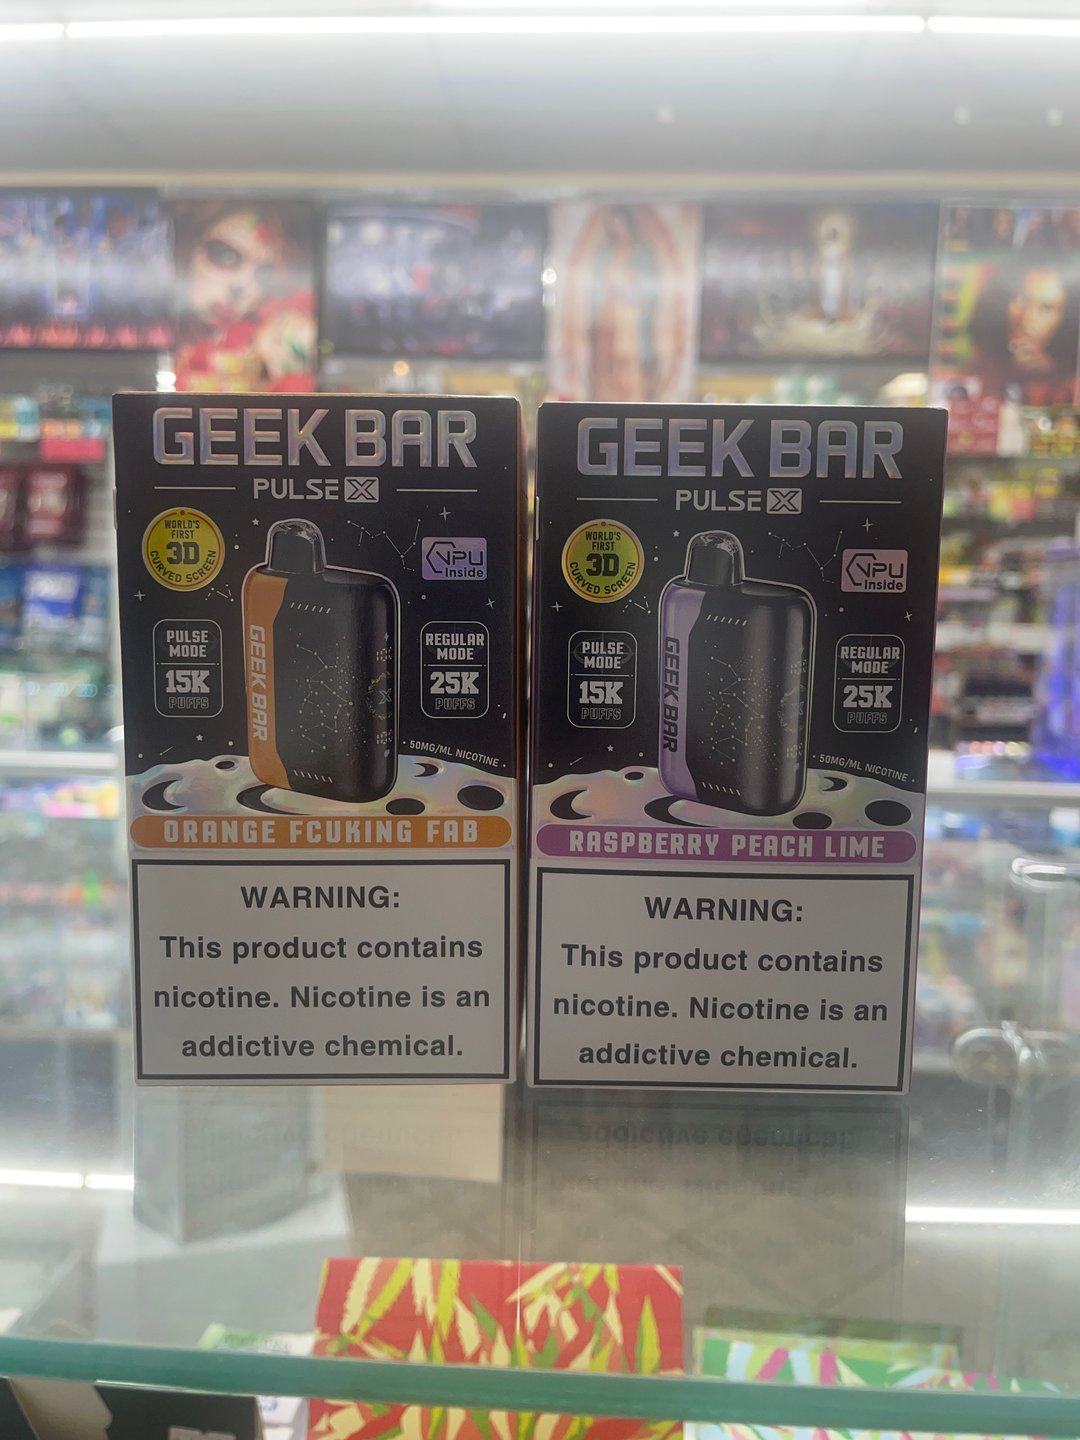 GEEK BAR
PULSE X
WORLD'S
FIRST
3D
CURVED SCREEN
VPU
Inside
PULSE
MODE
15K
PUFFS
REGULAR
MODE
25K
PUFFS
GEEK BAR
50MG/ML NICOTINE
ORANGE FCUKING FAB
WARNING:
This product contains
nicotine. Nicotine is an
addictive chemical.
GEEK BAR
PULSE X
WORLD'S
FIRST
3D
CURVED SCREEN
VPU
Inside
PULSE
MODE
15K
PUFFS
REGULAR
MODE
25K
PUFFS
GEEK BAR
50MG/ML NICOTINE
RASPBERRY PEACH LIME
WARNING:
This product contains
nicotine. Nicotine is an
addictive chemical.